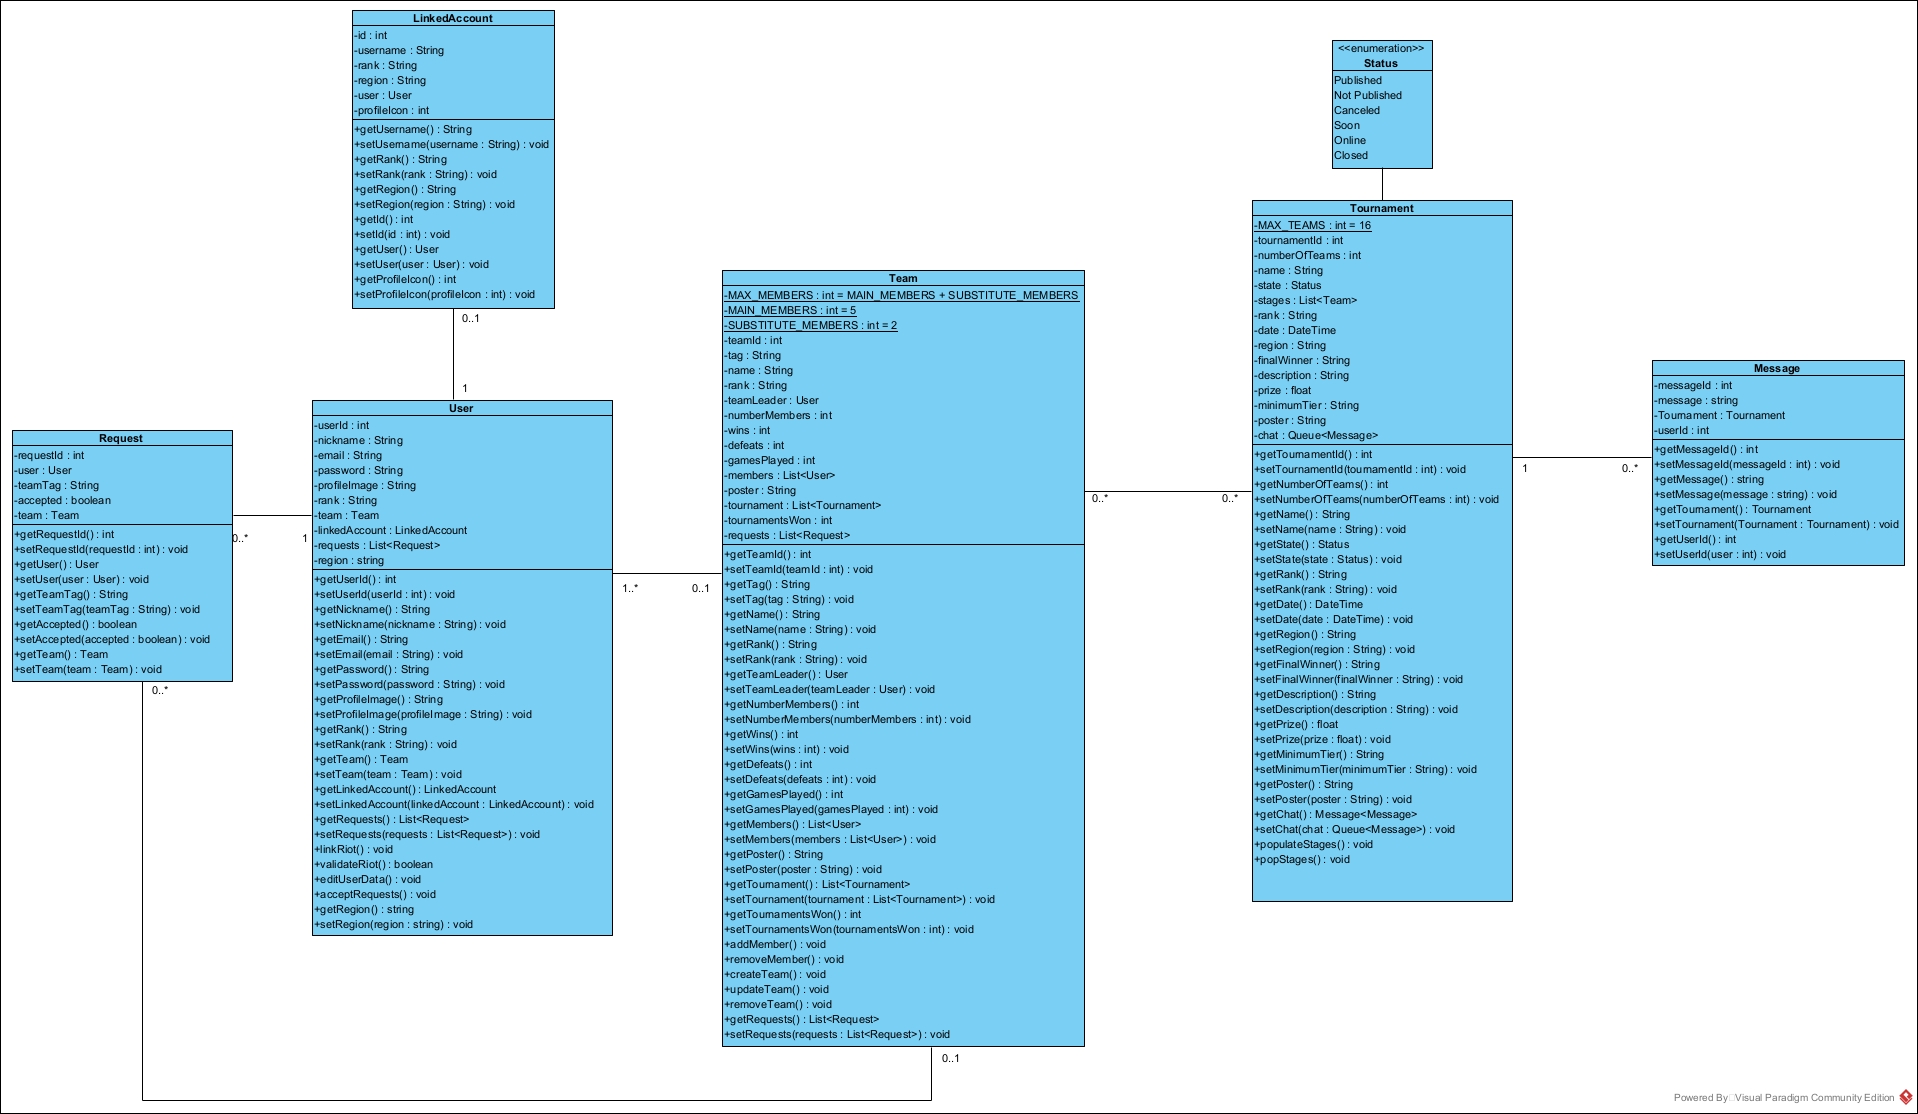 LinkedAccount
-id : int
-username : String
-rank : String
-region : String
-user : User
-profileIcon : int
+getUsername() : String
+setUsername(username : String) : void
+getRank() : String
+setRank(rank : String) : void
+getRegion() : String
+setRegion(region : String) : void
+getId() : int
+setId(id : int) : void
+getUser() : User
+setUser(user : User) : void
+getProfileIcon() : int
+setProfileIcon(profileIcon : int) : void
0..1
1
<<enumeration>>
Status
Published
Not Published
Canceled
Soon
Online
Closed
Request
-requestId : int
-user : User
-teamTag : String
-accepted : boolean
-team : Team
+getRequestId() : int
+setRequestId(requestId : int) : void
+getUser() : User
+setUser(user : User) : void
+getTeamTag() : String
+setTeamTag(teamTag : String) : void
+getAccepted() : boolean
+setAccepted(accepted : boolean) : void
+getTeam() : Team
+setTeam(team : Team) : void
0..*
0..*
1
User
-userId : int
-nickname : String
-email : String
-password : String
-profileImage : String
-rank : String
-team : Team
-linkedAccount : LinkedAccount
-requests : List<Request>
-region : string
+getUserId() : int
+setUserId(userId : int) : void
+getNickname() : String
+setNickname(nickname : String) : void
+getEmail() : String
+setEmail(email : String) : void
+getPassword() : String
+setPassword(password : String) : void
+getProfileImage() : String
+setProfileImage(profileImage : String) : void
+getRank() : String
+setRank(rank : String) : void
+getTeam() : Team
+setTeam(team : Team) : void
+getLinkedAccount() : LinkedAccount
+setLinkedAccount(linkedAccount : LinkedAccount) : void
+getRequests() : List<Request>
+setRequests(requests : List<Request>) : void
+linkRiot() : void
+validateRiot() : boolean
+editUserData() : void
+acceptRequests() : void
+getRegion() : string
+setRegion(region : string) : void
1..*
0..1
Team
-MAX_MEMBERS : int = MAIN_MEMBERS + SUBSTITUTE_MEMBERS
-MAIN_MEMBERS : int = 5
-SUBSTITUTE_MEMBERS : int = 2
-teamId : int
-tag : String
-name : String
-rank : String
-teamLeader : User
-numberMembers : int
-wins : int
-defeats : int
-gamesPlayed : int
-members : List<User>
-poster : String
-tournament : List<Tournament>
-tournamentsWon : int
-requests : List<Request>
+getTeamId() : int
+setTeamId(teamId : int) : void
+getTag() : String
+setTag(tag : String) : void
+getName() : String
+setName(name : String) : void
+getRank() : String
+setRank(rank : String) : void
+getTeamLeader() : User
+setTeamLeader(teamLeader : User) : void
+getNumberMembers() : int
+setNumberMembers(numberMembers : int) : void
+getWins() : int
+setWins(wins : int) : void
+getDefeats() : int
+setDefeats(defeats : int) : void
+getGamesPlayed() : int
+setGamesPlayed(gamesPlayed : int) : void
+getMembers() : List<User>
+setMembers(members : List<User>) : void
+getPoster() : String
+setPoster(poster : String) : void
+getTournament() : List<Tournament>
+setTournament(tournament : List<Tournament>) : void
+getTournamentsWon() : int
+setTournamentsWon(tournamentsWon : int) : void
+addMember() : void
+removeMember() : void
+createTeam() : void
+updateTeam() : void
+removeTeam() : void
+getRequests() : List<Request>
+setRequests(requests : List<Request>) : void
0..1
0..*
0..*
Tournament
-MAX_TEAMS : int = 16
-tournamentId : int
-numberOfTeams : int
-name : String
-state : Status
-stages : List<Team>
-rank : String
-date : DateTime
-region : String
-finalWinner : String
-description : String
-prize : float
-minimumTier : String
-poster : String
-chat : Queue<Message>
+getTournamentId() : int
+setTournamentId(tournamentId : int) : void
+getNumberOfTeams() : int
+setNumberOfTeams(numberOfTeams : int) : void
+getName() : String
+setName(name : String) : void
+getState() : Status
+setState(state : Status) : void
+getRank() : String
+setRank(rank : String) : void
+getDate() : DateTime
+setDate(date : DateTime) : void
+getRegion() : String
+setRegion(region : String) : void
+getFinalWinner() : String
+setFinalWinner(finalWinner : String) : void
+getDescription() : String
+setDescription(description : String) : void
+getPrize() : float
+setPrize(prize : float) : void
+getMinimumTier() : String
+setMinimumTier(minimumTier : String) : void
+getPoster() : String
+setPoster(poster : String) : void
+getChat() : Message<Message>
+setChat(chat : Queue<Message>) : void
+populateStages() : void
+popStages() : void
1
0..*
Message
-messageId : int
-message : string
-Tournament : Tournament
-userId : int
+getMessageId() : int
+setMessageId(messageId : int) : void
+getMessage() : string
+setMessage(message : string) : void
+getTournament() : Tournament
+setTournament(Tournament : Tournament) : void
+getUserId() : int
+setUserId(user : int) : void
Powered By Visual Paradigm Community Edition